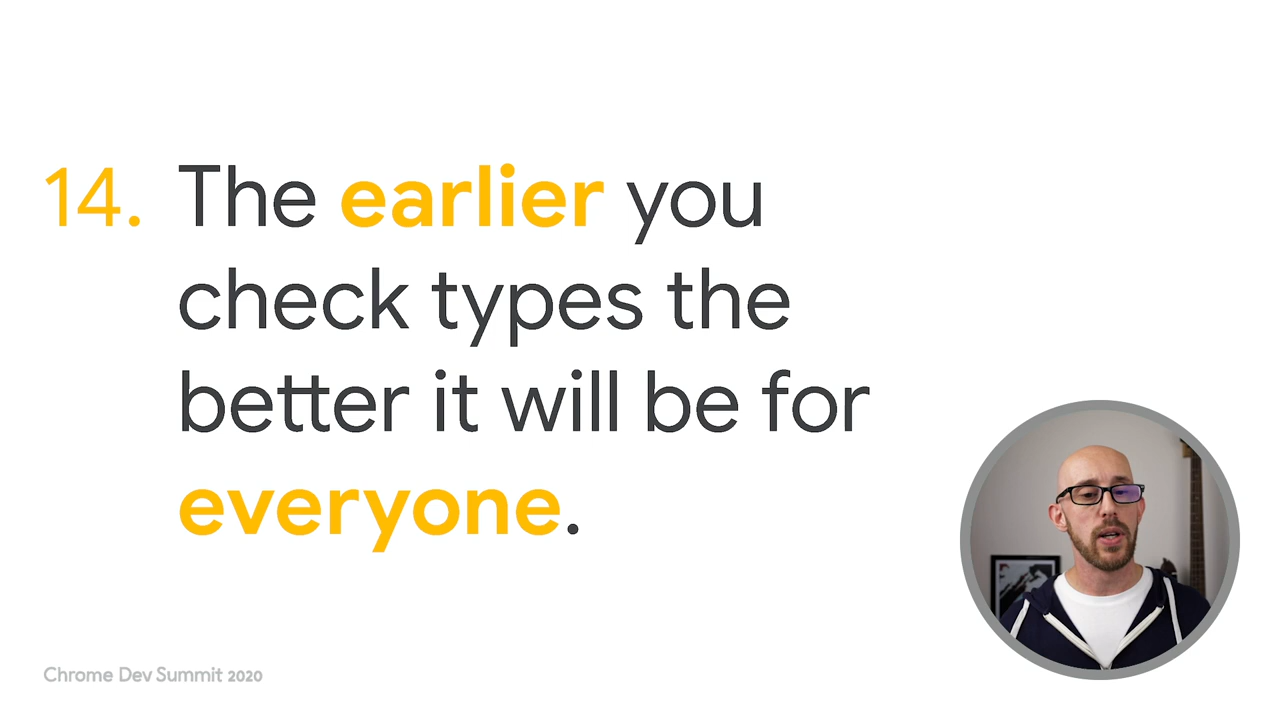 14. The earlier you
check types the
better it will be for
everyone.
Chrome Dev Summit 2020